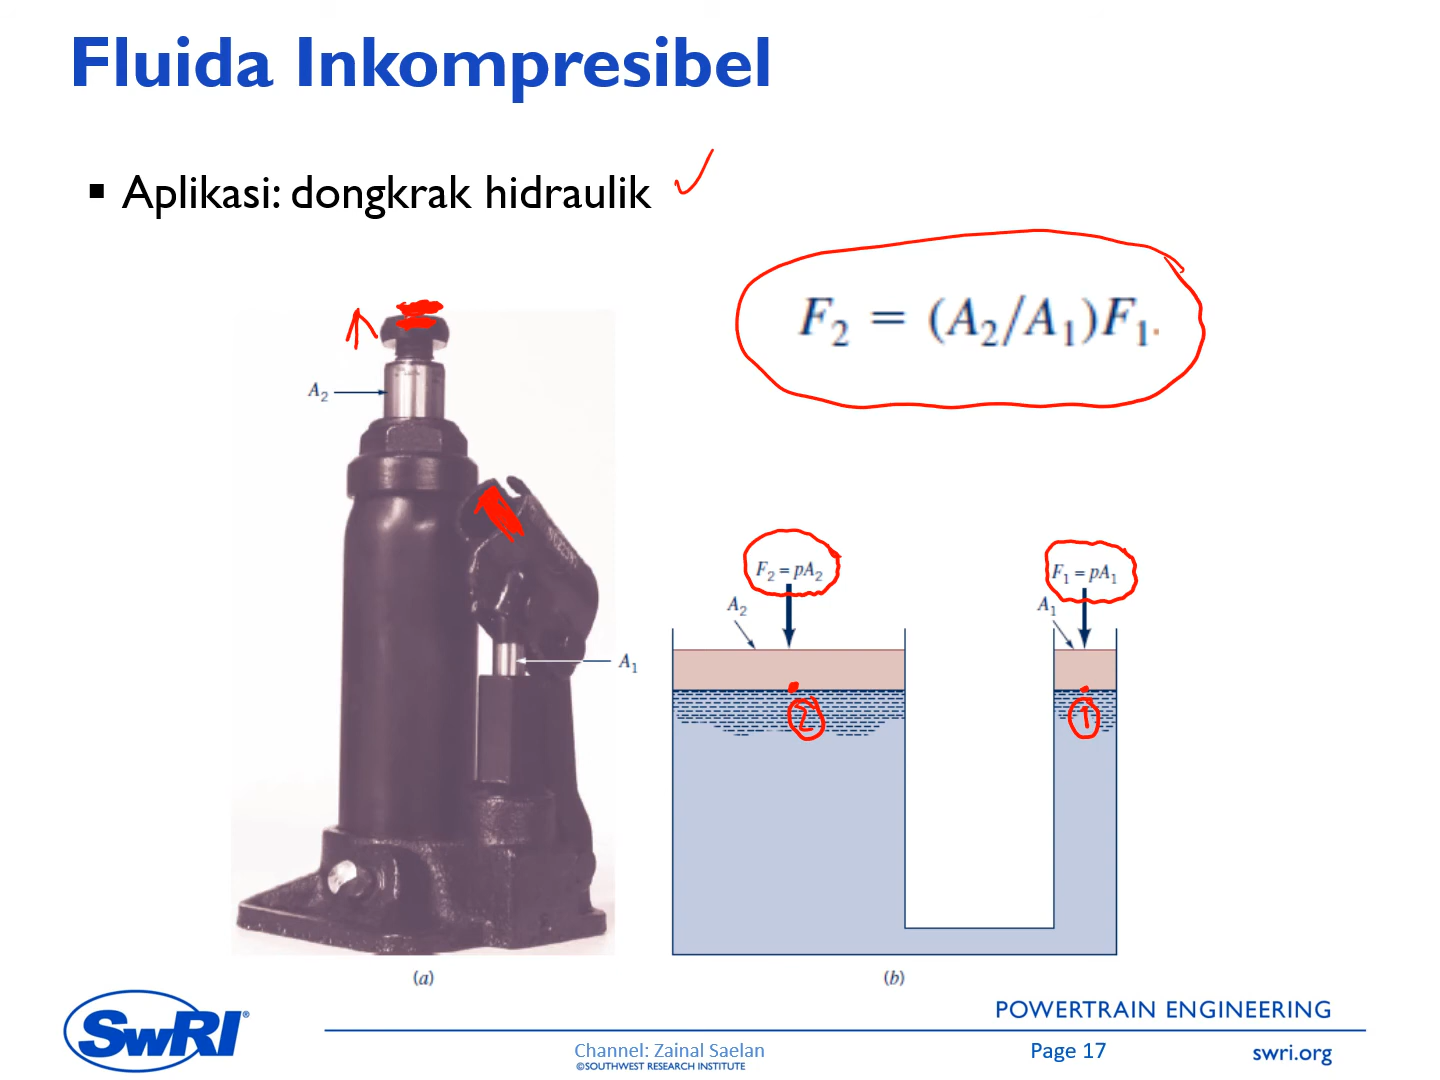 Fluida Inkompresibel
▪ Aplikasi: dongkrak hidraulik
F₂ = (A₂/A₁)F₁.
A₂
A₁
F₂ = pA₂
A₂
F₁ = pA₁
A₁
2
1
(a)
(b)
SwRI®
POWERTRAIN ENGINEERING
Channel: Zainal Saelan
©SOUTHWEST RESEARCH INSTITUTE
Page 17
swri.org